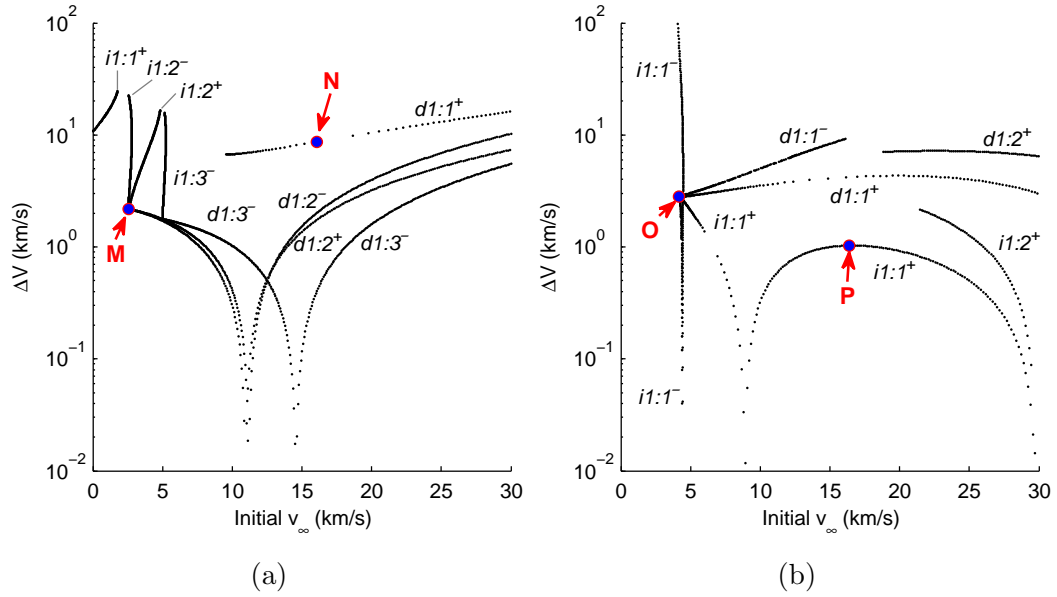 ΔV (km/s)
10²
10¹
10⁰
10⁻¹
10⁻²
0 5 10 15 20 25 30
Initial v∞ (km/s)
i1:1⁺
i1:2⁻
i1:2⁺
i1:3⁻
N
d1:1⁺
M
d1:3⁻
d1:2⁻
d1:2⁺
d1:3⁻
(a)
ΔV (km/s)
10²
10¹
10⁰
10⁻¹
10⁻²
0 5 10 15 20 25 30
Initial v∞ (km/s)
i1:1⁻
d1:1⁻
d1:2⁺
d1:1⁺
O
i1:1⁺
i1:2⁺
i1:1⁺
P
i1:1⁻
(b)